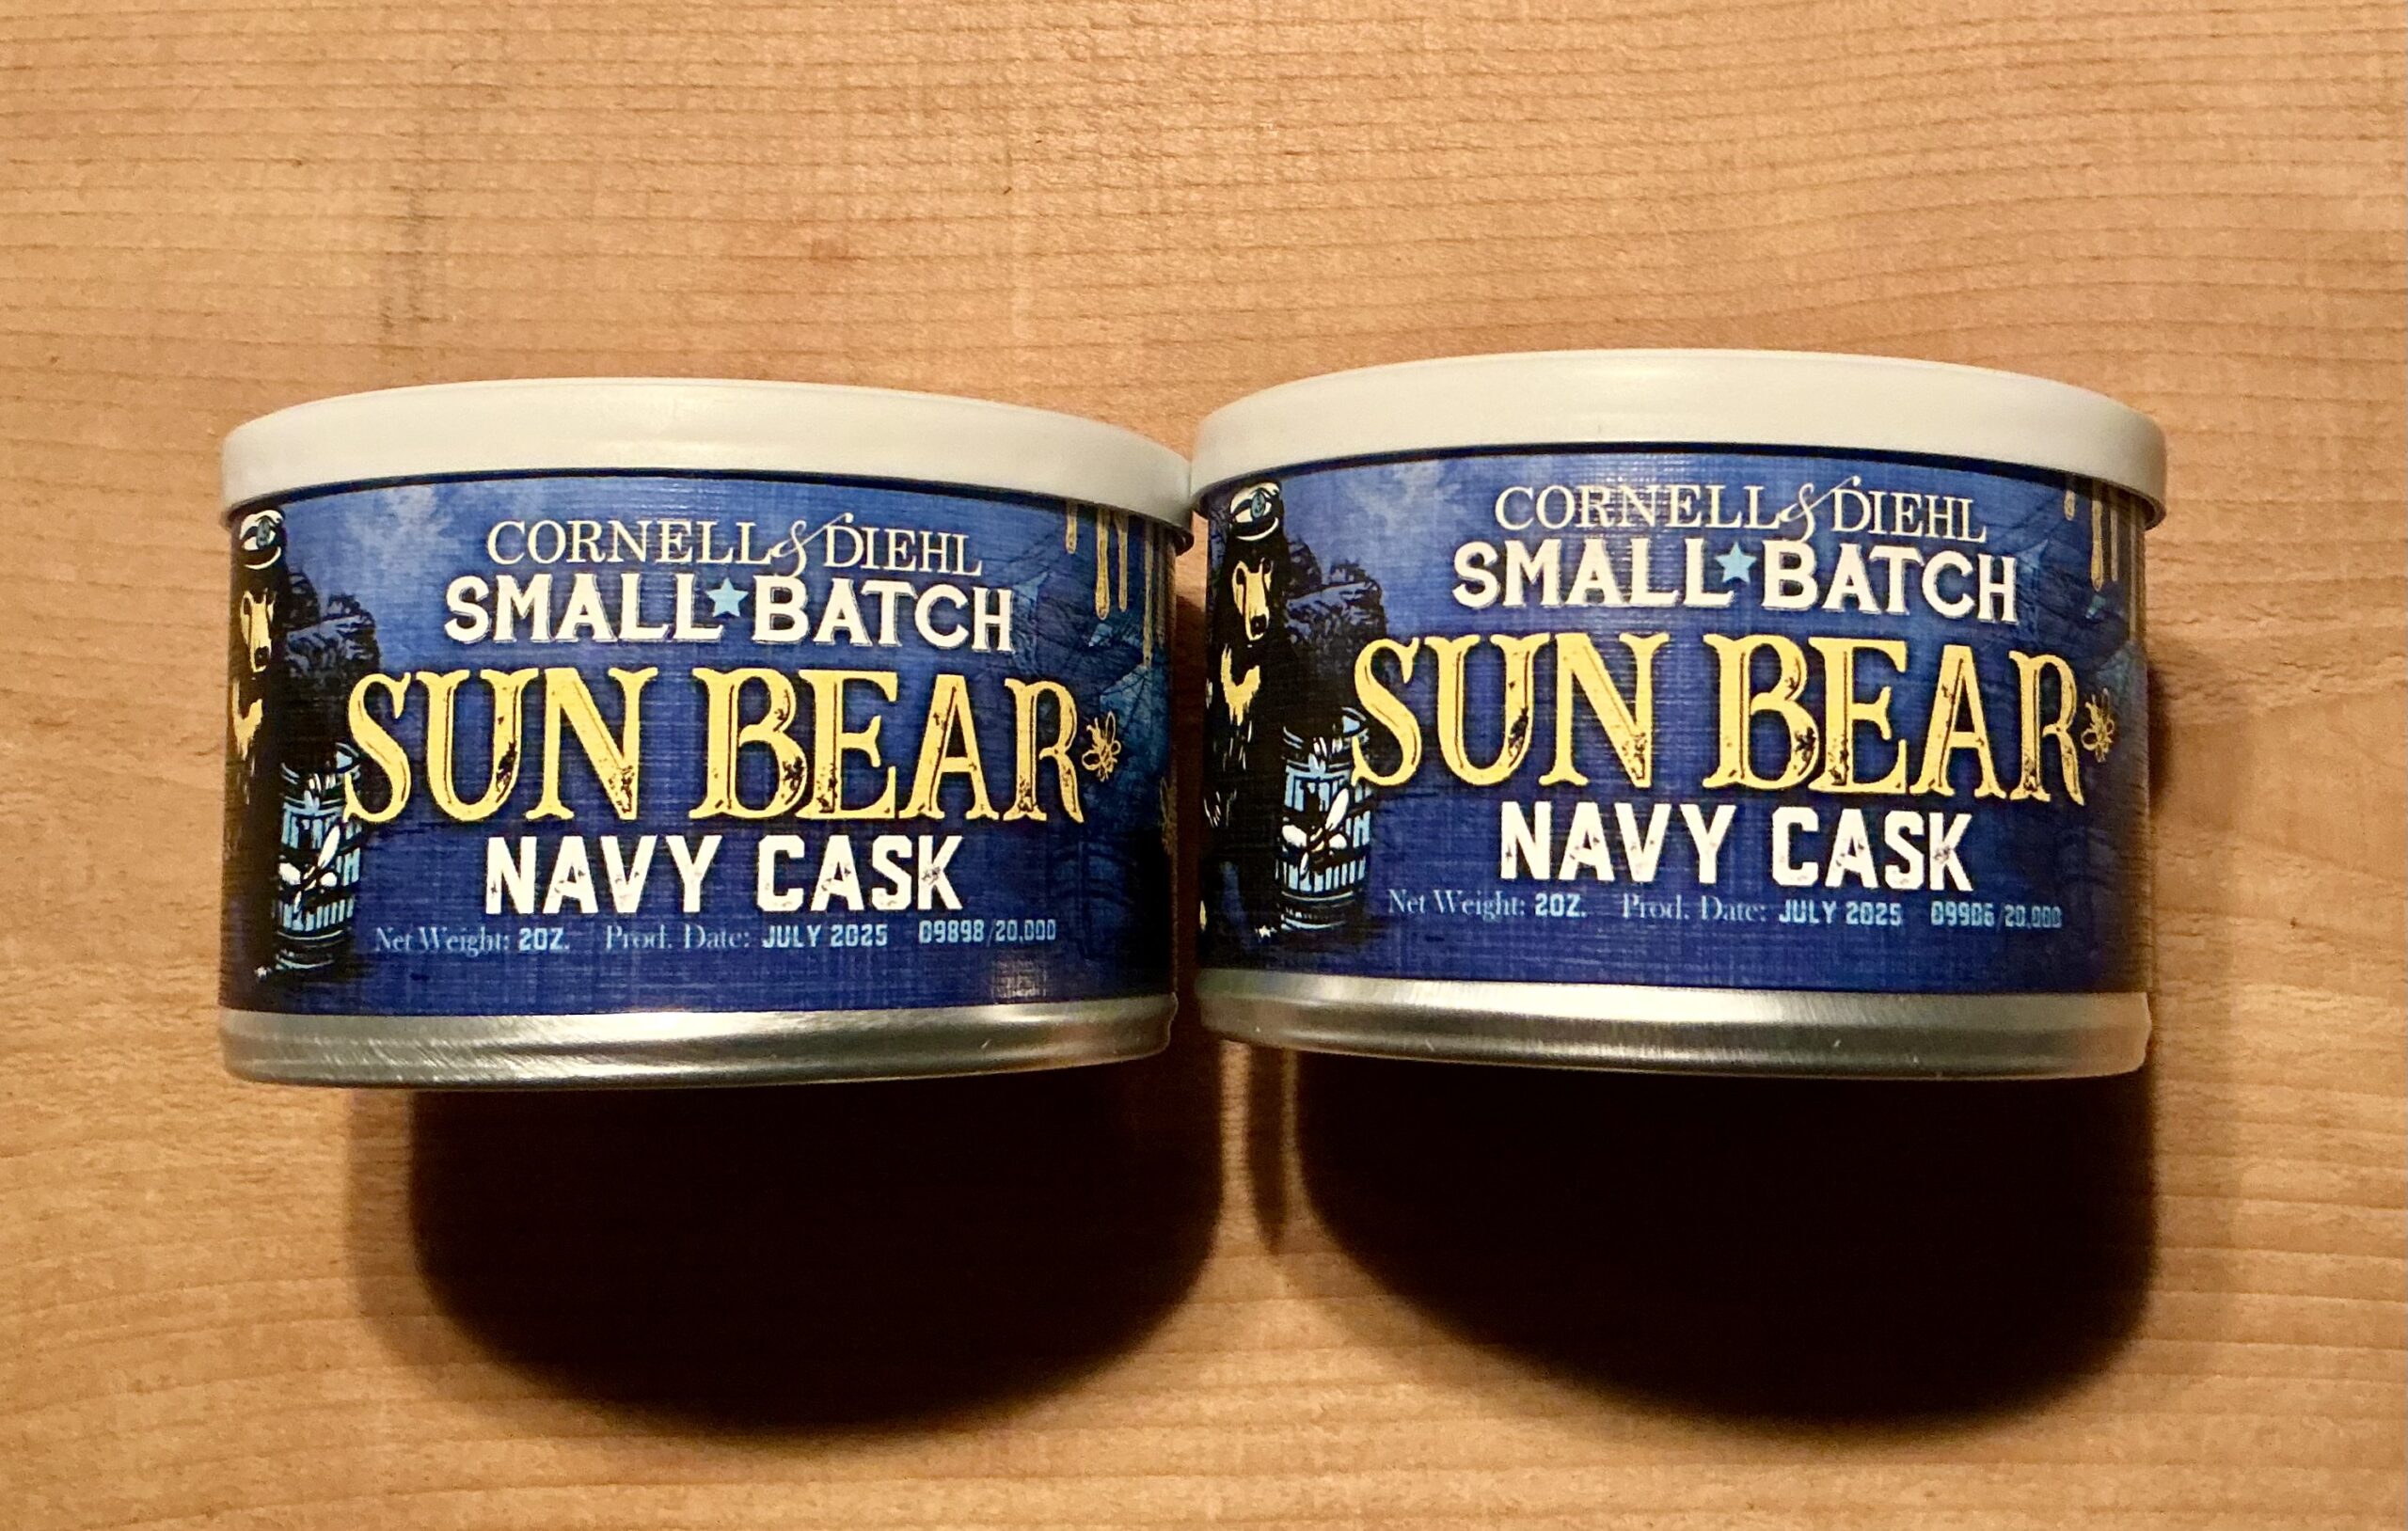 CORNELL & DIEHL
SMALL★BATCH
SUN BEAR
NAVY CASK
Net Weight: 2OZ. Prod. Date: JULY 2025 09898/20,000
CORNELL & DIEHL
SMALL★BATCH
SUN BEAR
NAVY CASK
Net Weight: 2OZ. Prod. Date: JULY 2025 09906/20,000